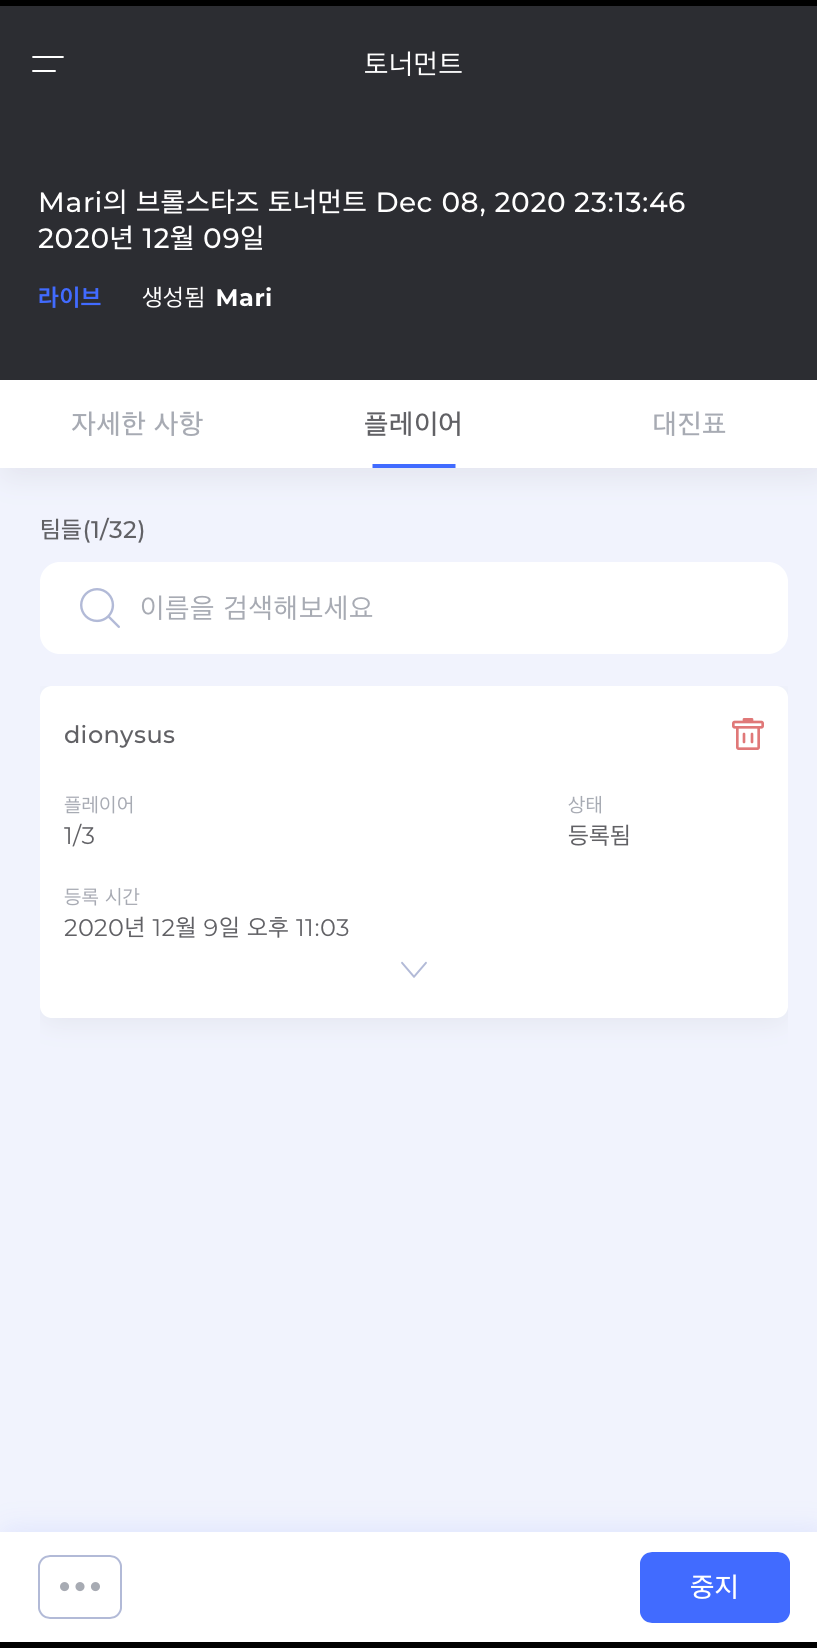 토너먼트
Mari의 브롤스타즈 토너먼트 Dec 08, 2020 23:13:46
2020년 12월 09일
라이브 생성됨 Mari
자세한 사항 플레이어 대진표
팀들(1/32)
이름을 검색해보세요
dionysus
플레이어 상태
1/3 등록됨
등록 시간
2020년 12월 9일 오후 11:03
중지